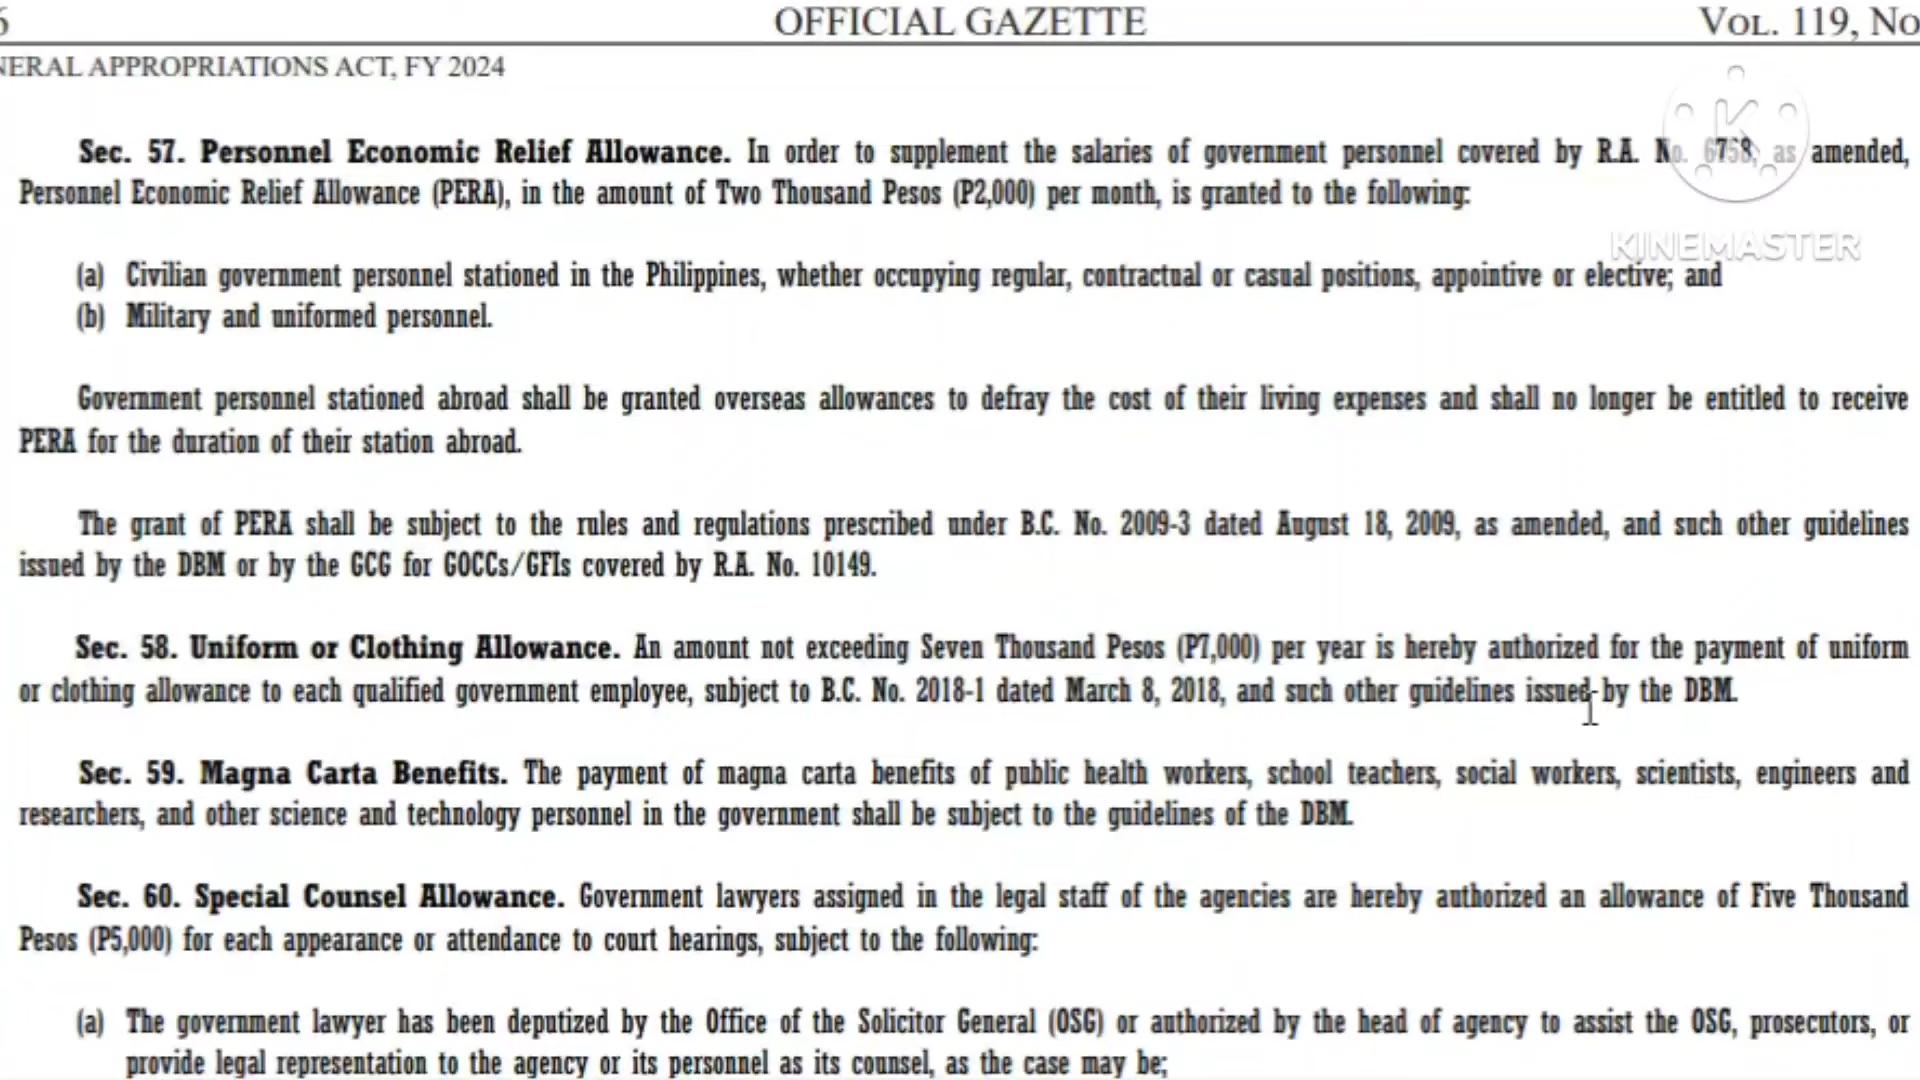 6 OFFICIAL GAZETTE VOL. 119, No
NERAL APPROPRIATIONS ACT, FY 2024
Sec. 57. Personnel Economic Relief Allowance. In order to supplement the salaries of government personnel covered by R.A. No. 6758, as amended,
Personnel Economic Relief Allowance (PERA), in the amount of Two Thousand Pesos (P2,000) per month, is granted to the following:
KINEMASTER
(a) Civilian government personnel stationed in the Philippines, whether occupying regular, contractual or casual positions, appointive or elective; and
(b) Military and uniformed personnel.
Government personnel stationed abroad shall be granted overseas allowances to defray the cost of their living expenses and shall no longer be entitled to receive
PERA for the duration of their station abroad.
The grant of PERA shall be subject to the rules and regulations prescribed under B.C. No. 2009-3 dated August 18, 2009, as amended, and such other guidelines
issued by the DBM or by the GCG for GOCCs/GFIs covered by R.A. No. 10149.
Sec. 58. Uniform or Clothing Allowance. An amount not exceeding Seven Thousand Pesos (P7,000) per year is hereby authorized for the payment of uniform
or clothing allowance to each qualified government employee, subject to B.C. No. 2018-1 dated March 8, 2018, and such other guidelines issued by the DBM.
Sec. 59. Magna Carta Benefits. The payment of magna carta benefits of public health workers, school teachers, social workers, scientists, engineers and
researchers, and other science and technology personnel in the government shall be subject to the guidelines of the DBM.
Sec. 60. Special Counsel Allowance. Government lawyers assigned in the legal staff of the agencies are hereby authorized an allowance of Five Thousand
Pesos (P5,000) for each appearance or attendance to court hearings, subject to the following:
(a) The government lawyer has been deputized by the Office of the Solicitor General (OSG) or authorized by the head of agency to assist the OSG, prosecutors, or
provide legal representation to the agency or its personnel as its counsel, as the case may be;